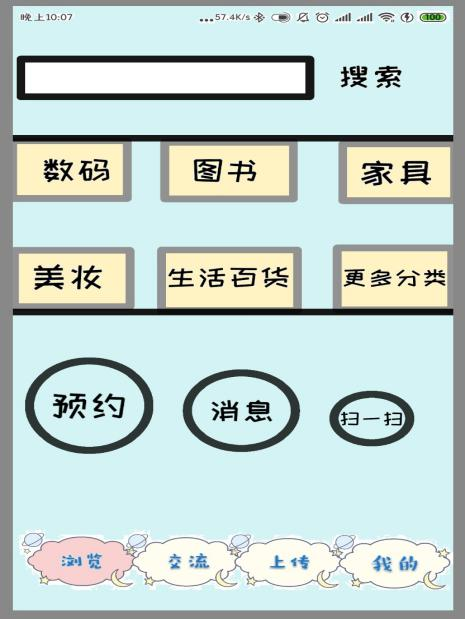 晚上10:07 ...57.4K/s 100
搜索
数码 图书 家具
美妆 生活百货 更多分类
预约 消息 扫一扫
浏览 交流 上传 我的